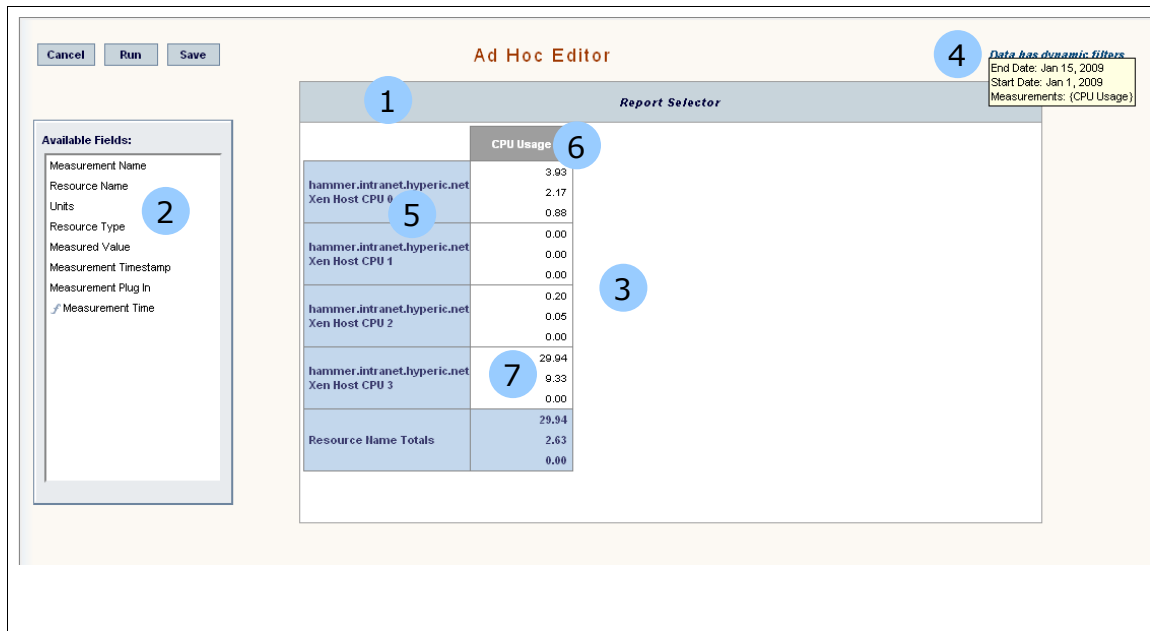 Cancel Run Save
Ad Hoc Editor
4
Data has dynamic filters
End Date: Jan 15, 2009
Start Date: Jan 1, 2009
Measurements: {CPU Usage}
1
Report Selector
Available Fields:
Measurement Name
Resource Name
Units
Resource Type
Measured Value
Measurement Timestamp
Measurement Plug In
ƒ Measurement Time
2
CPU Usage
6
hammer.intranet.hyperic.net
Xen Host CPU 0
5
3.93
2.17
0.88
hammer.intranet.hyperic.net
Xen Host CPU 1
0.00
0.00
0.00
3
hammer.intranet.hyperic.net
Xen Host CPU 2
0.20
0.05
0.00
hammer.intranet.hyperic.net
Xen Host CPU 3
7
29.94
9.33
0.00
Resource Name Totals
29.94
2.63
0.00